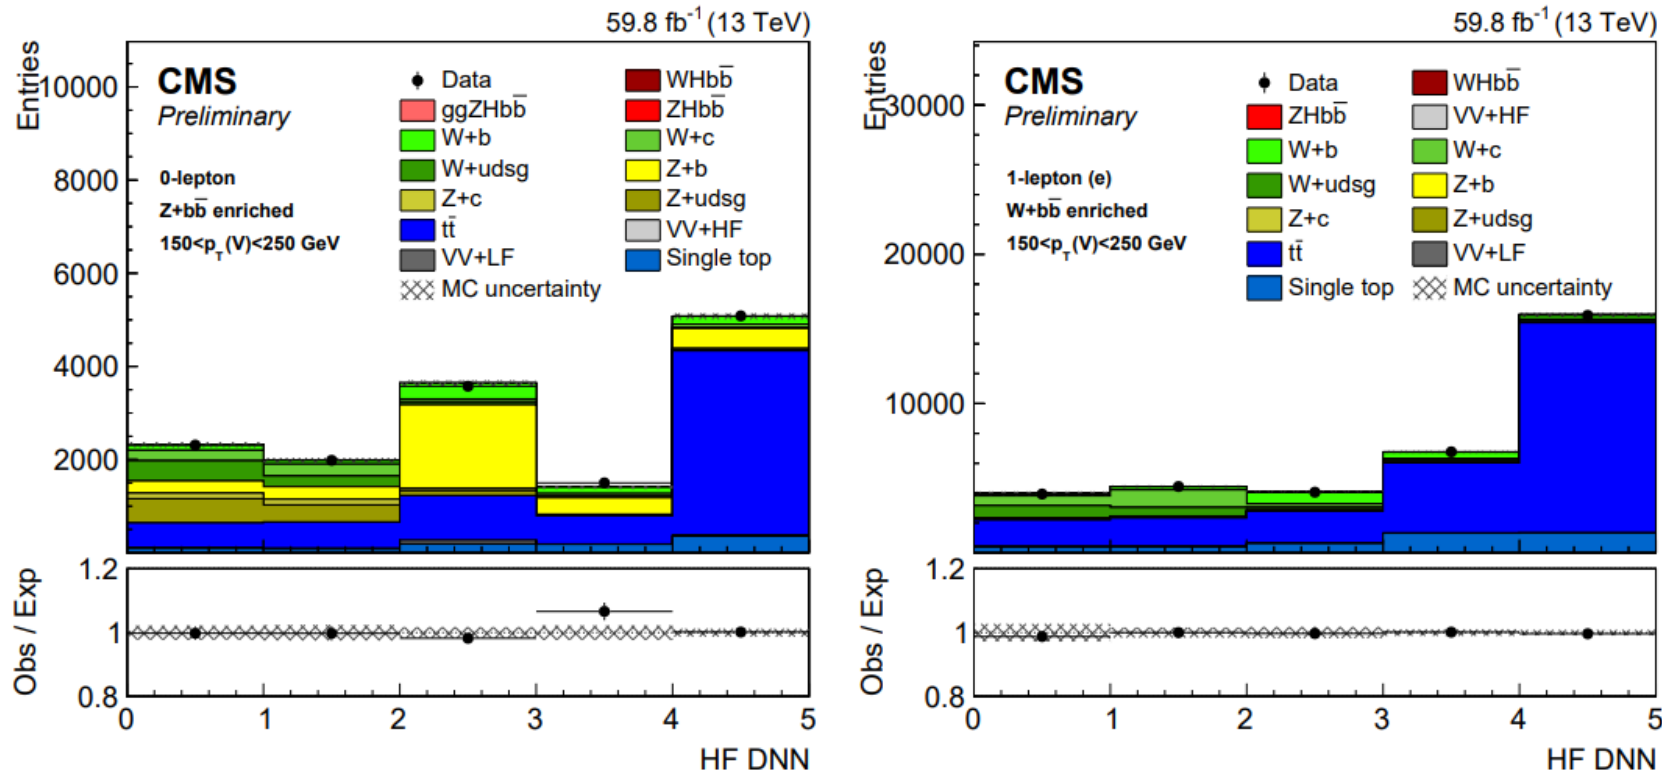 59.8 fb⁻¹ (13 TeV)
Entries
10000
8000
6000
4000
2000
CMS
Preliminary
0-lepton
Z+bb̅ enriched
150<p_T(V)<250 GeV
Data
WHbb̅
ggZHbb̅
ZHbb̅
W+b
W+c
W+udsg
Z+b
Z+c
Z+udsg
tt̅
VV+HF
VV+LF
Single top
MC uncertainty
Obs / Exp
1.2
1
0.8
0 1 2 3 4 5
HF DNN
59.8 fb⁻¹ (13 TeV)
Entries
30000
20000
10000
CMS
Preliminary
1-lepton (e)
W+bb̅ enriched
150<p_T(V)<250 GeV
Data
WHbb̅
ZHbb̅
VV+HF
W+b
W+c
W+udsg
Z+b
Z+c
Z+udsg
tt̅
VV+LF
Single top
MC uncertainty
Obs / Exp
1.2
1
0.8
0 1 2 3 4 5
HF DNN